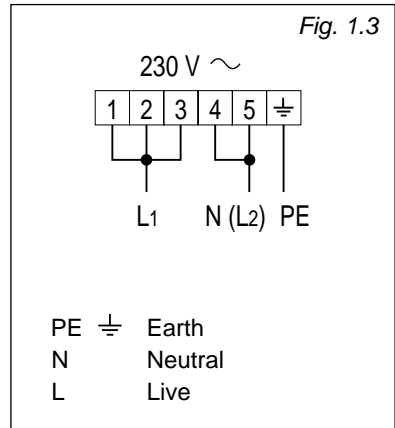 Fig. 1.3
230 V ~
1 2 3 4 5 ⏚
L1 N (L2) PE
PE ⏚ Earth
N Neutral
L Live